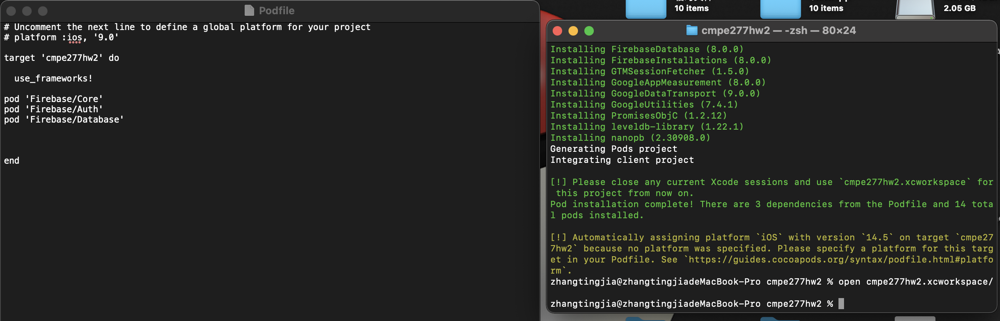 Podfile
# Uncomment the next line to define a global platform for your project
# platform :ios, '9.0'
target 'cmpe277hw2' do
use_frameworks!
pod 'Firebase/Core'
pod 'Firebase/Auth'
pod 'Firebase/Database'
end
10 items
10 items
2.05 GB
cmpe277hw2 — -zsh — 80×24
Installing FirebaseDatabase (8.0.0)
Installing FirebaseInstallations (8.0.0)
Installing GTMSessionFetcher (1.5.0)
Installing GoogleAppMeasurement (8.0.0)
Installing GoogleDataTransport (9.0.0)
Installing GoogleUtilities (7.4.1)
Installing PromisesObjC (1.2.12)
Installing leveldb-library (1.22.1)
Installing nanopb (2.30908.0)
Generating Pods project
Integrating client project
[!] Please close any current Xcode sessions and use `cmpe277hw2.xcworkspace` for
this project from now on.
Pod installation complete! There are 3 dependencies from the Podfile and 14 tota
l pods installed.
[!] Automatically assigning platform `iOS` with version `14.5` on target `cmpe27
7hw2` because no platform was specified. Please specify a platform for this targ
et in your Podfile. See `https://guides.cocoapods.org/syntax/podfile.html#platfo
rm`.
zhangtingjia@zhangtingjiadeMacBook-Pro cmpe277hw2 % open cmpe277hw2.xcworkspace/
zhangtingjia@zhangtingjiadeMacBook-Pro cmpe277hw2 %